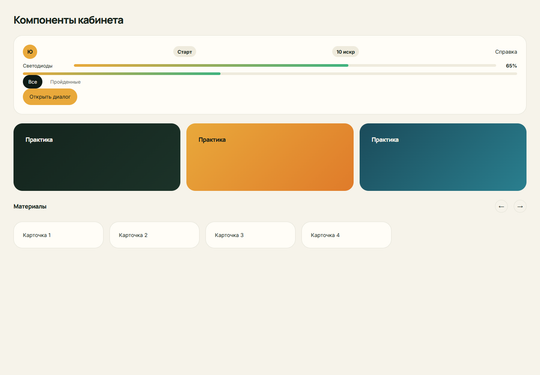 Компоненты кабинета
Ю Старт 10 искр Справка
Светодиоды 65%
Все Пройденные
Открыть диалог
Практика Практика Практика
Материалы ← →
Карточка 1 Карточка 2 Карточка 3 Карточка 4